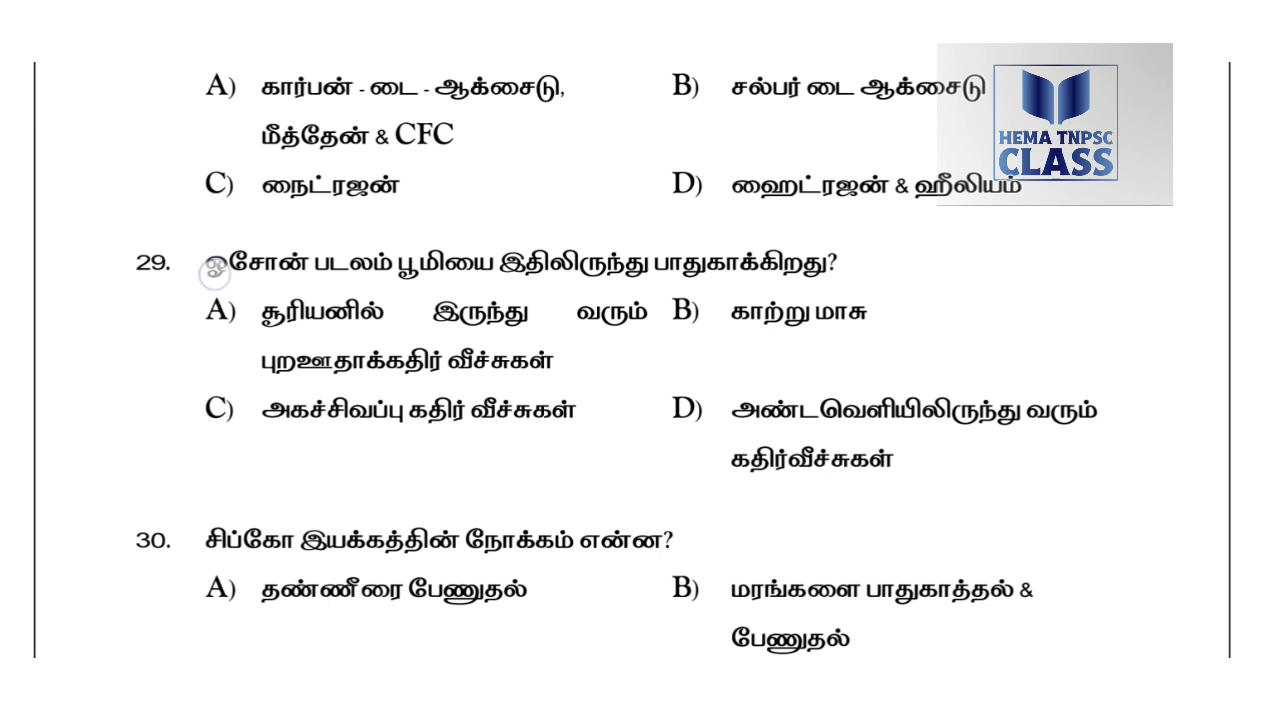 A) கார்பன் - டை - ஆக்சைடு, B) சல்பர் டை ஆக்சைடு
மீத்தேன் & CFC
HEMA TNPSC
CLASS
C) நைட்ரஜன் D) ஹைட்ரஜன் & ஹீலியம்
29. ஓசோன் படலம் பூமியை இதிலிருந்து பாதுகாக்கிறது?
A) சூரியனில் இருந்து வரும் B) காற்று மாசு
புறஊதாக்கதிர் வீச்சுகள்
C) அகச்சிவப்பு கதிர் வீச்சுகள் D) அண்டவெளியிலிருந்து வரும்
கதிர்வீச்சுகள்
30. சிப்கோ இயக்கத்தின் நோக்கம் என்ன?
A) தண்ணீரை பேணுதல் B) மரங்களை பாதுகாத்தல் &
பேணுதல்